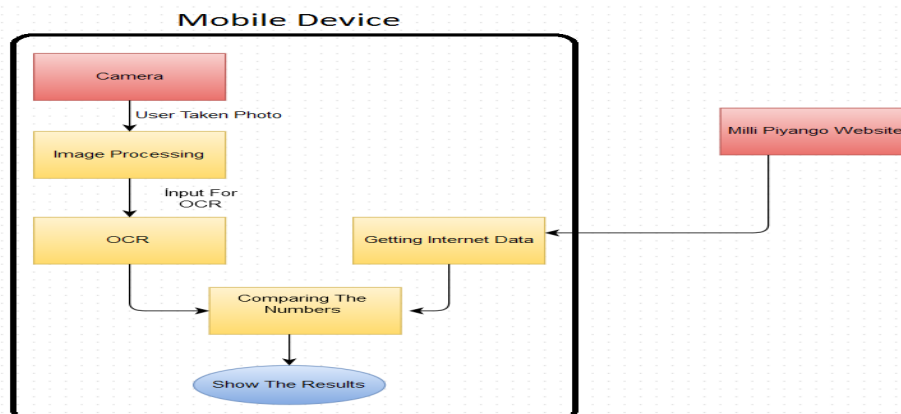 Mobile Device
Camera
User Taken Photo
Image Processing
İnput For
OCR
OCR
Getting Internet Data
Milli Piyango Website
Comparing The
Numbers
Show The Results